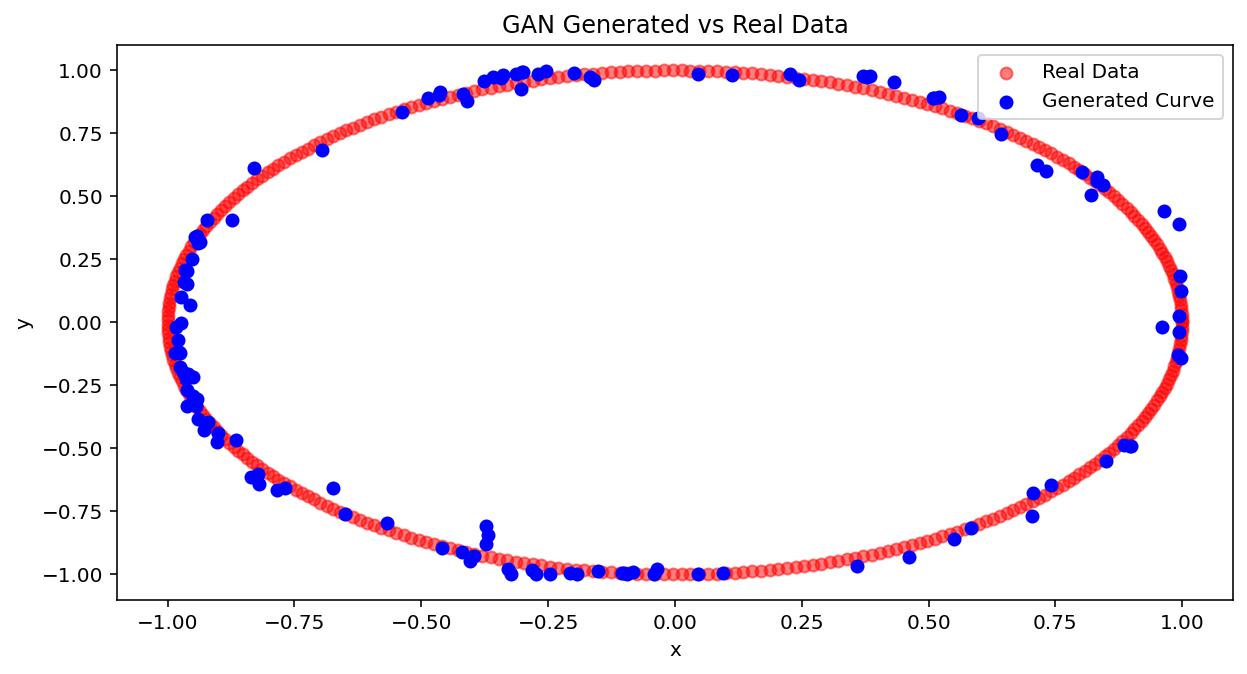 GAN Generated vs Real Data
Real Data
Generated Curve
1.00
0.75
0.50
0.25
0.00
−0.25
−0.50
−0.75
−1.00
y
−1.00 −0.75 −0.50 −0.25 0.00 0.25 0.50 0.75 1.00
x